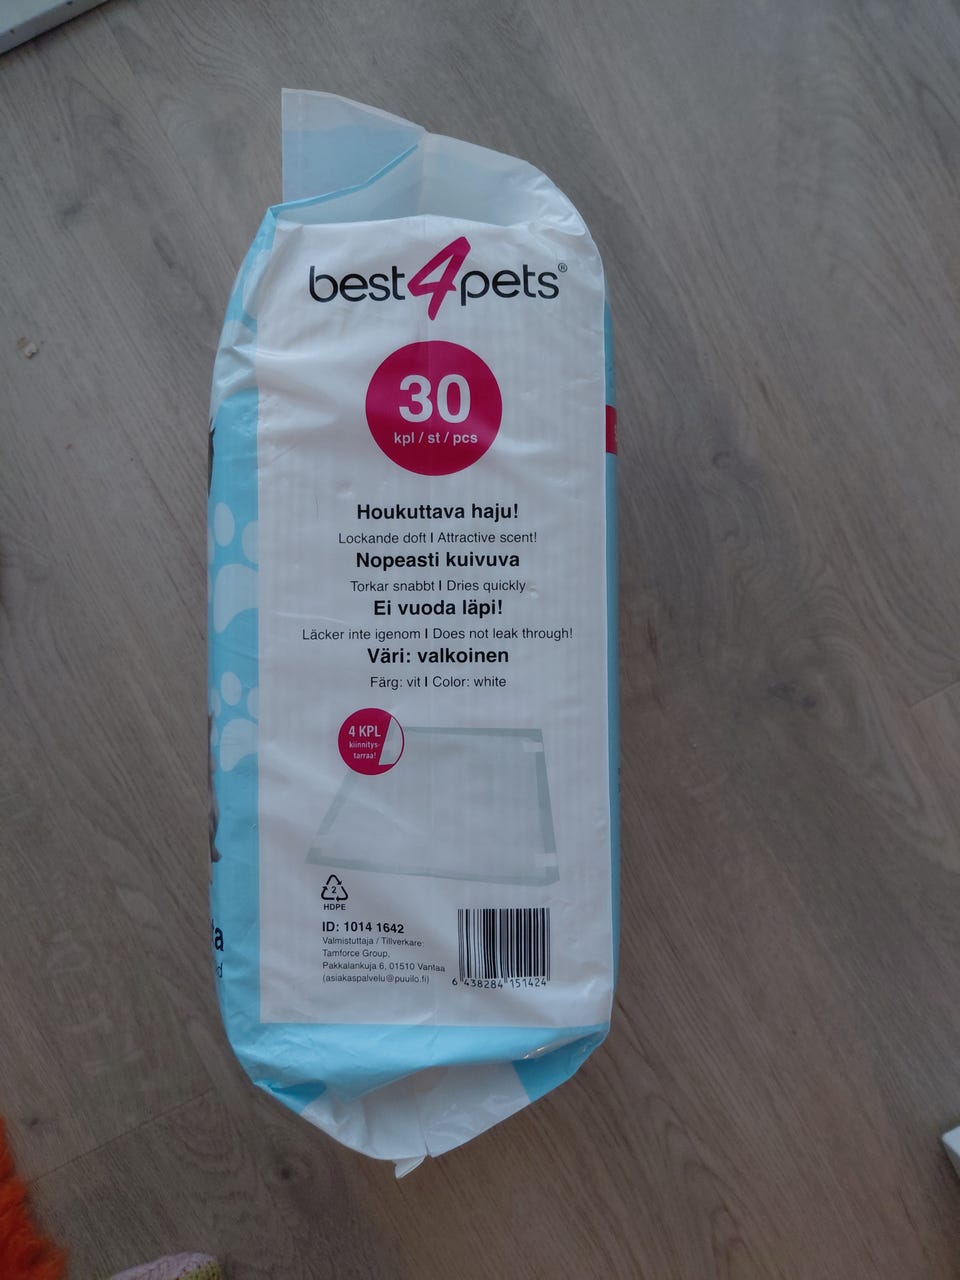 best4pets®
30
kpl / st / pcs
Houkuttava haju!
Lockande doft I Attractive scent!
Nopeasti kuivuva
Torkar snabbt I Dries quickly
Ei vuoda läpi!
Läcker inte igenom I Does not leak through!
Väri: valkoinen
Färg: vit I Color: white
4 KPL
kiinnitys-
tarraa!
2
HDPE
ID: 1014 1642
Valmistuttaja / Tillverkare:
Tamforce Group,
Pakkalankuja 6, 01510 Vantaa
(asiakaspalvelu@puuilo.fi)
6 438284 151424